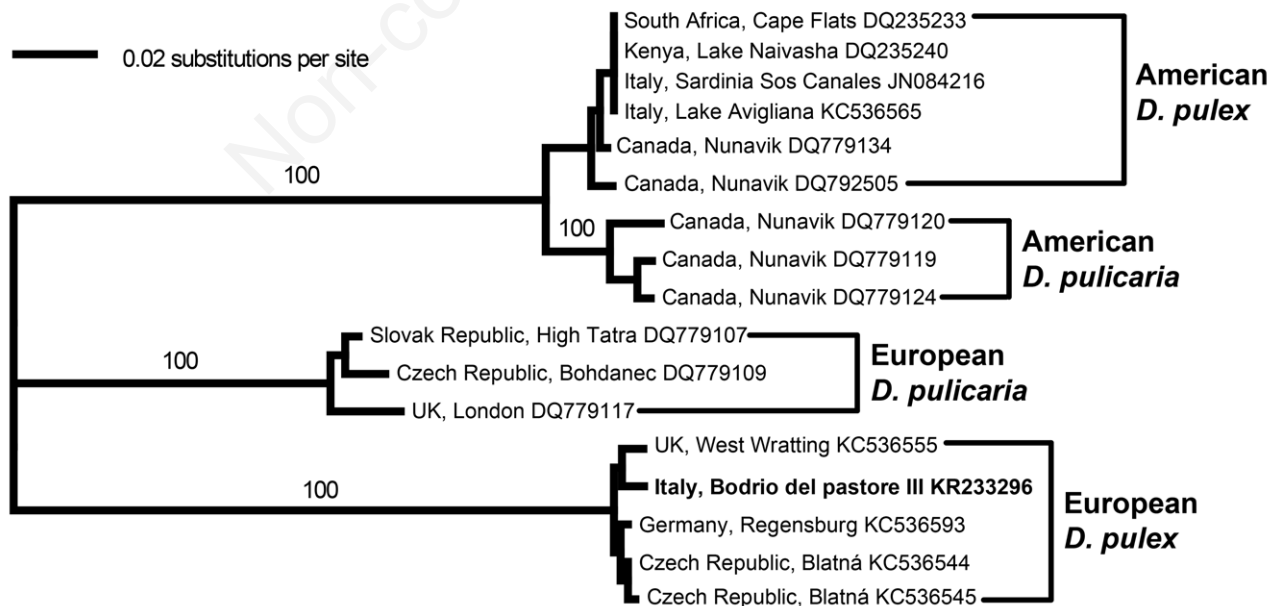 Non-co
0.02 substitutions per site
South Africa, Cape Flats DQ235233
Kenya, Lake Naivasha DQ235240
Italy, Sardinia Sos Canales JN084216
Italy, Lake Avigliana KC536565
Canada, Nunavik DQ779134
Canada, Nunavik DQ792505
American
D. pulex
100
100
Canada, Nunavik DQ779120
Canada, Nunavik DQ779119
Canada, Nunavik DQ779124
American
D. pulicaria
100
Slovak Republic, High Tatra DQ779107
Czech Republic, Bohdanec DQ779109
UK, London DQ779117
European
D. pulicaria
100
UK, West Wratting KC536555
Italy, Bodrio del pastore III KR233296
Germany, Regensburg KC536593
Czech Republic, Blatná KC536544
Czech Republic, Blatná KC536545
European
D. pulex